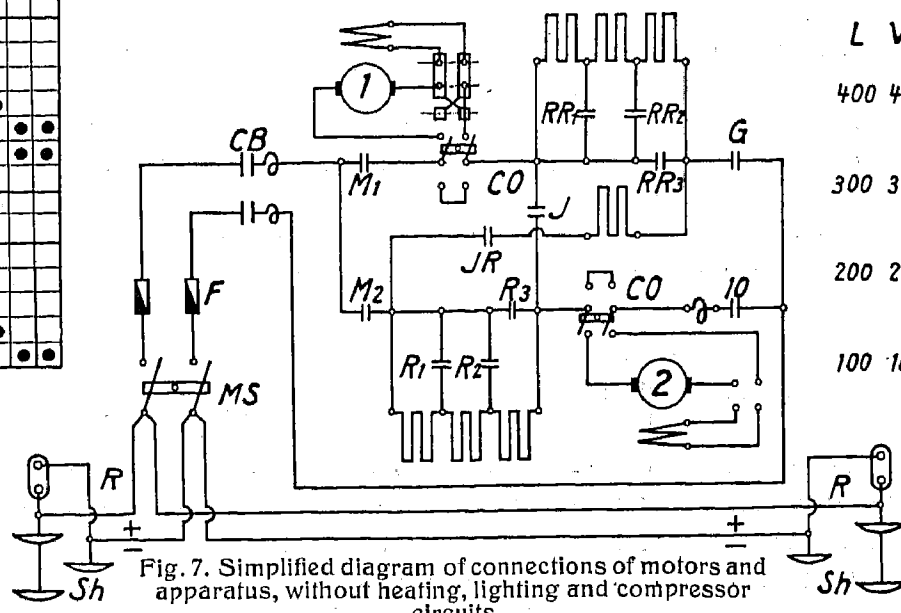 1
L V
400 4
CB
RR1
RR2
G
M1
CO
RR3
300 3
J
JR
F
M2
R3
CO
10
200 2
R1
R2
2
MS
100 1
R
R
+
−
+
−
Sh
Sh
Fig. 7. Simplified diagram of connections of motors and
apparatus, without heating, lighting and compressor
circuits